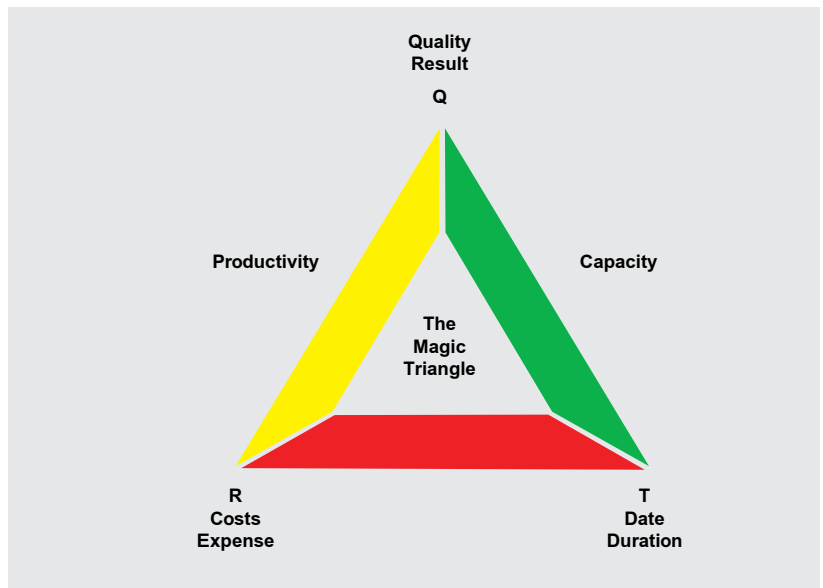 Quality
Result
Q
Productivity
Capacity
The
Magic
Triangle
R
Costs
Expense
T
Date
Duration